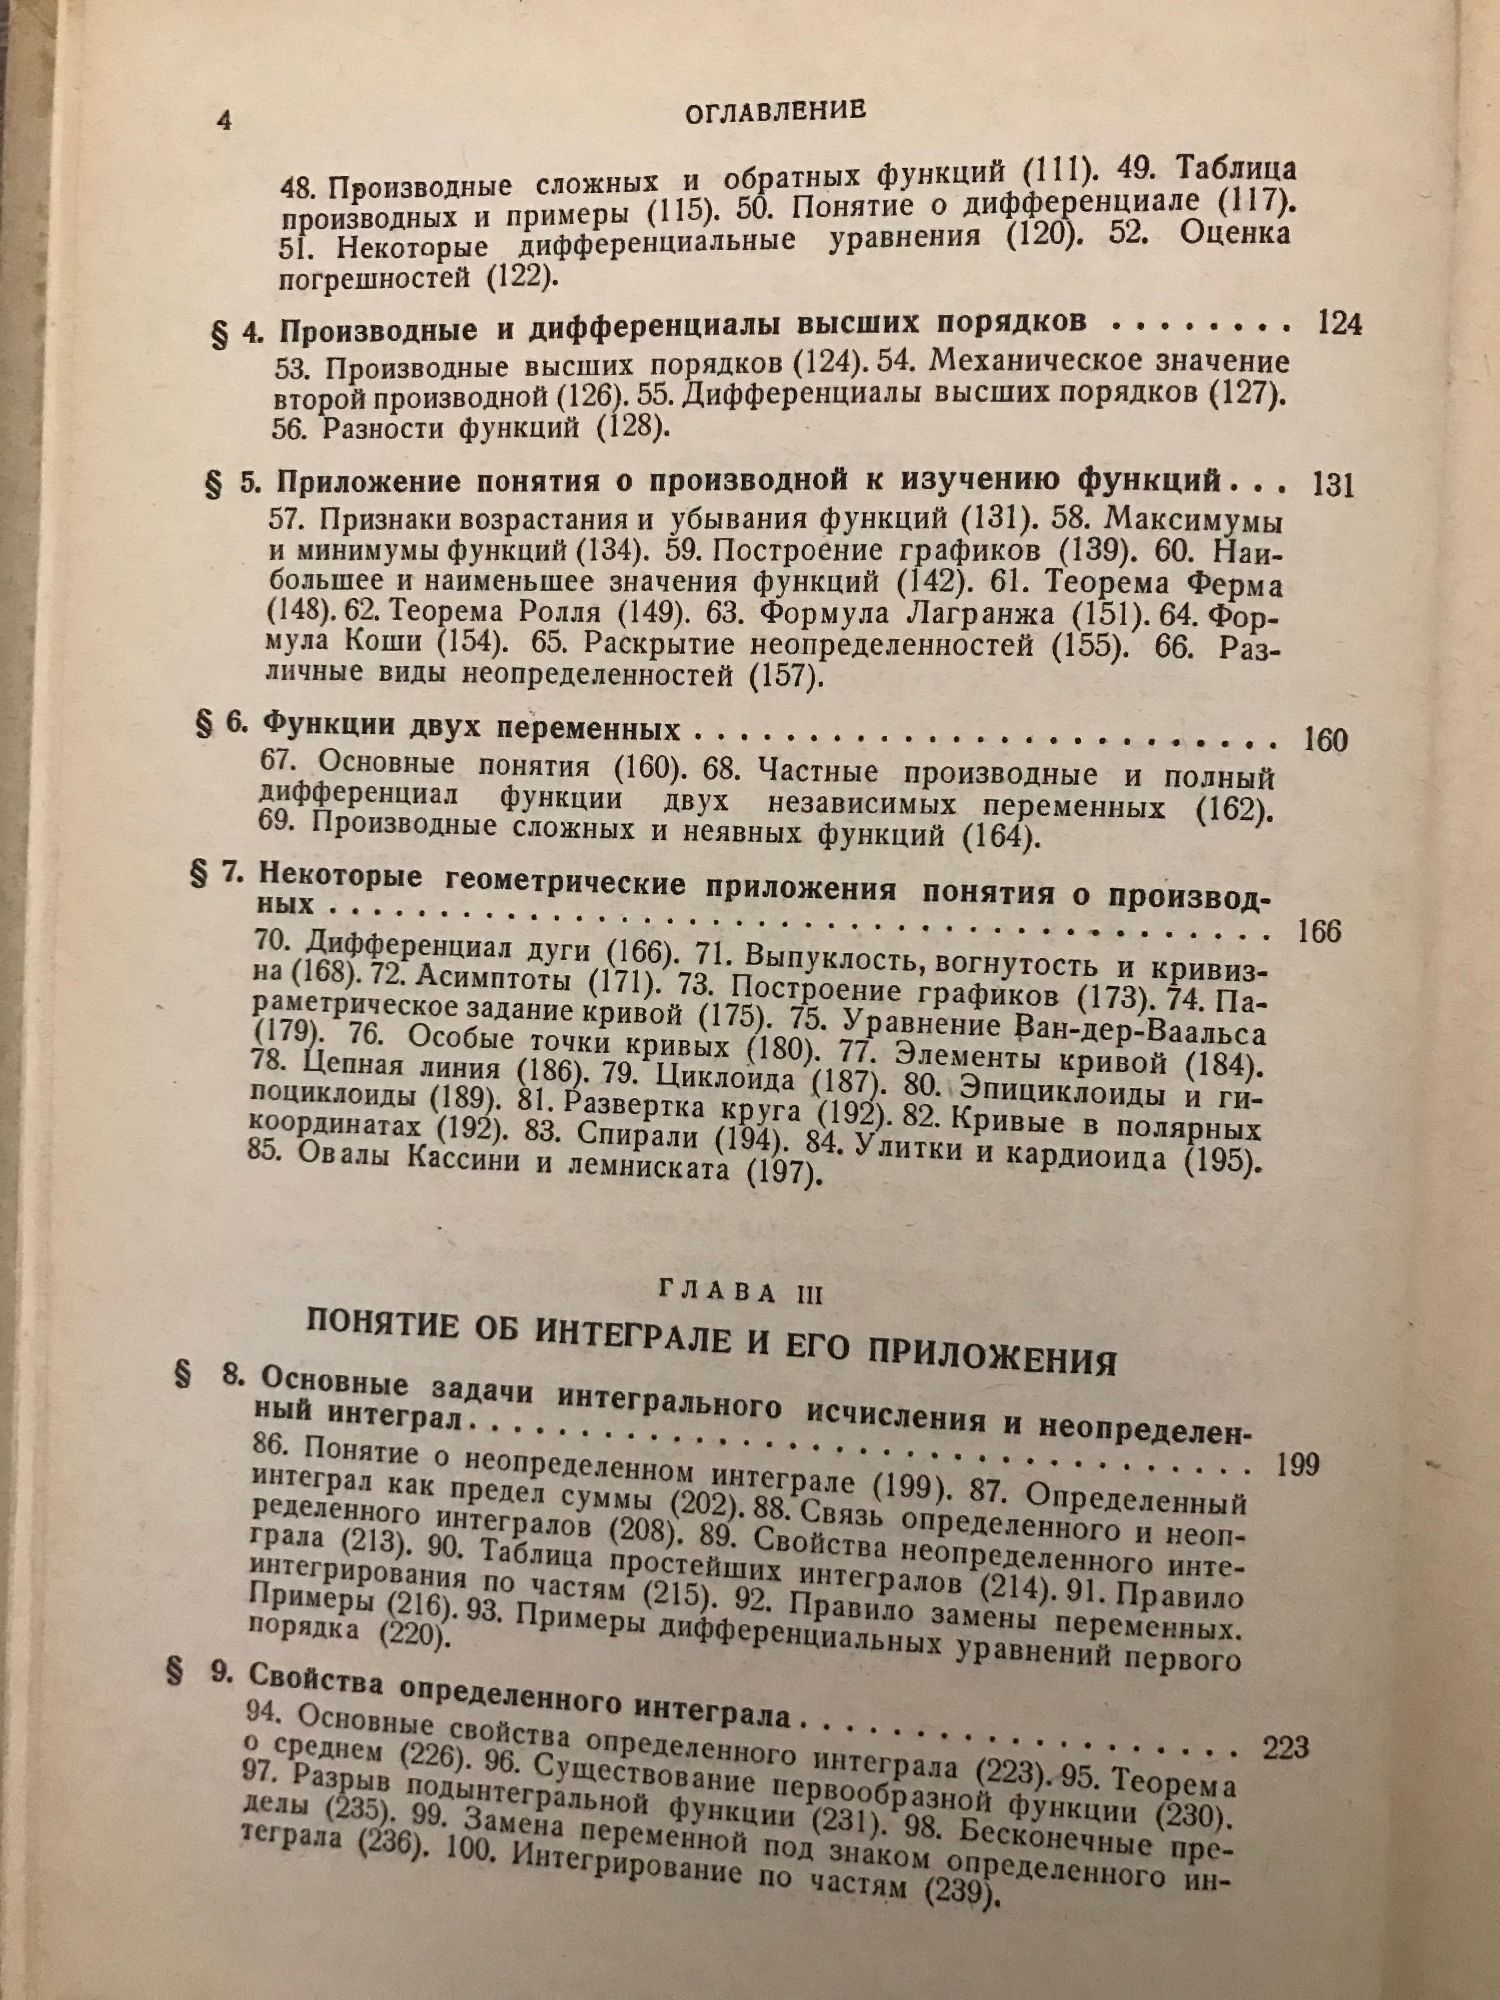 4
ОГЛАВЛЕНИЕ
48. Производные сложных и обратных функций (111). 49. Таблица
производных и примеры (115). 50. Понятие о дифференциале (117).
51. Некоторые дифференциальные уравнения (120). 52. Оценка
погрешностей (122).
§ 4. Производные и дифференциалы высших порядков . . . . . . . . 124
53. Производные высших порядков (124). 54. Механическое значение
второй производной (126). 55. Дифференциалы высших порядков (127).
56. Разности функций (128).
§ 5. Приложение понятия о производной к изучению функций . . . 131
57. Признаки возрастания и убывания функций (131). 58. Максимумы
и минимумы функций (134). 59. Построение графиков (139). 60. Наи-
большее и наименьшее значения функций (142). 61. Теорема Ферма
(148). 62. Теорема Ролля (149). 63. Формула Лагранжа (151). 64. Фор-
мула Коши (154). 65. Раскрытие неопределенностей (155). 66. Раз-
личные виды неопределенностей (157).
§ 6. Функции двух переменных . . . . . . . . . . . . . . . . . . . . 160
67. Основные понятия (160). 68. Частные производные и полный
дифференциал функции двух независимых переменных (162).
69. Производные сложных и неявных функций (164).
§ 7. Некоторые геометрические приложения понятия о производ-
ных . . . . . . . . . . . . . . . . . . . . . . . . . . . . . . . . 166
70. Дифференциал дуги (166). 71. Выпуклость, вогнутость и кривиз-
на (168). 72. Асимптоты (171). 73. Построение графиков (173). 74. Па-
раметрическое задание кривой (175). 75. Уравнение Ван-дер-Ваальса
(179). 76. Особые точки кривых (180). 77. Элементы кривой (184).
78. Цепная линия (186). 79. Циклоида (187). 80. Эпициклоиды и ги-
поциклоиды (189). 81. Развертка круга (192). 82. Кривые в полярных
координатах (192). 83. Спирали (194). 84. Улитки и кардиоида (195).
85. Овалы Кассини и лемниската (197).
ГЛАВА III
ПОНЯТИЕ ОБ ИНТЕГРАЛЕ И ЕГО ПРИЛОЖЕНИЯ
§ 8. Основные задачи интегрального исчисления и неопределен-
ный интеграл . . . . . . . . . . . . . . . . . . . . . . . . . . . 199
86. Понятие о неопределенном интеграле (199). 87. Определенный
интеграл как предел суммы (202). 88. Связь определенного и неоп-
ределенного интегралов (208). 89. Свойства неопределенного инте-
грала (213). 90. Таблица простейших интегралов (214). 91. Правило
интегрирования по частям (215). 92. Правило замены переменных.
Примеры (216). 93. Примеры дифференциальных уравнений первого
порядка (220).
§ 9. Свойства определенного интеграла . . . . . . . . . . . . . . . 223
94. Основные свойства определенного интеграла (223). 95. Теорема
о среднем (226). 96. Существование первообразной функции (230).
97. Разрыв подынтегральной функции (231). 98. Бесконечные пре-
делы (235). 99. Замена переменной под знаком определенного ин-
теграла (236). 100. Интегрирование по частям (239).